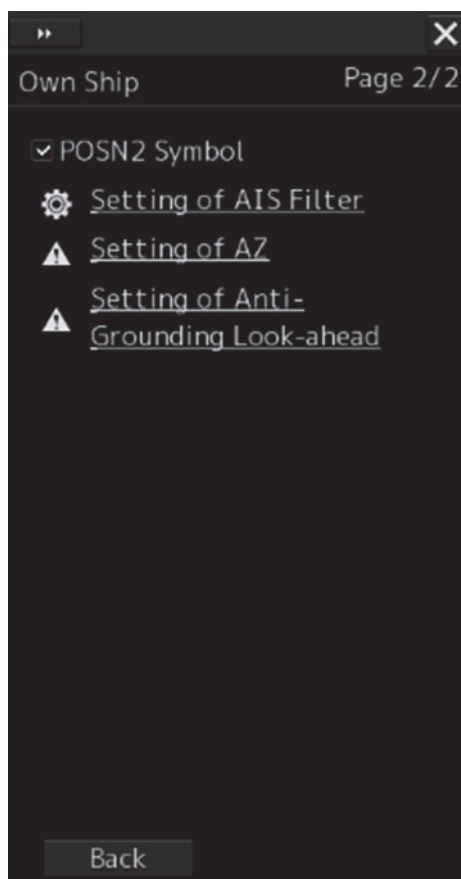 Own Ship Page 2/2
POSN2 Symbol
Setting of AIS Filter
Setting of AZ
Setting of Anti-
Grounding Look-ahead
Back